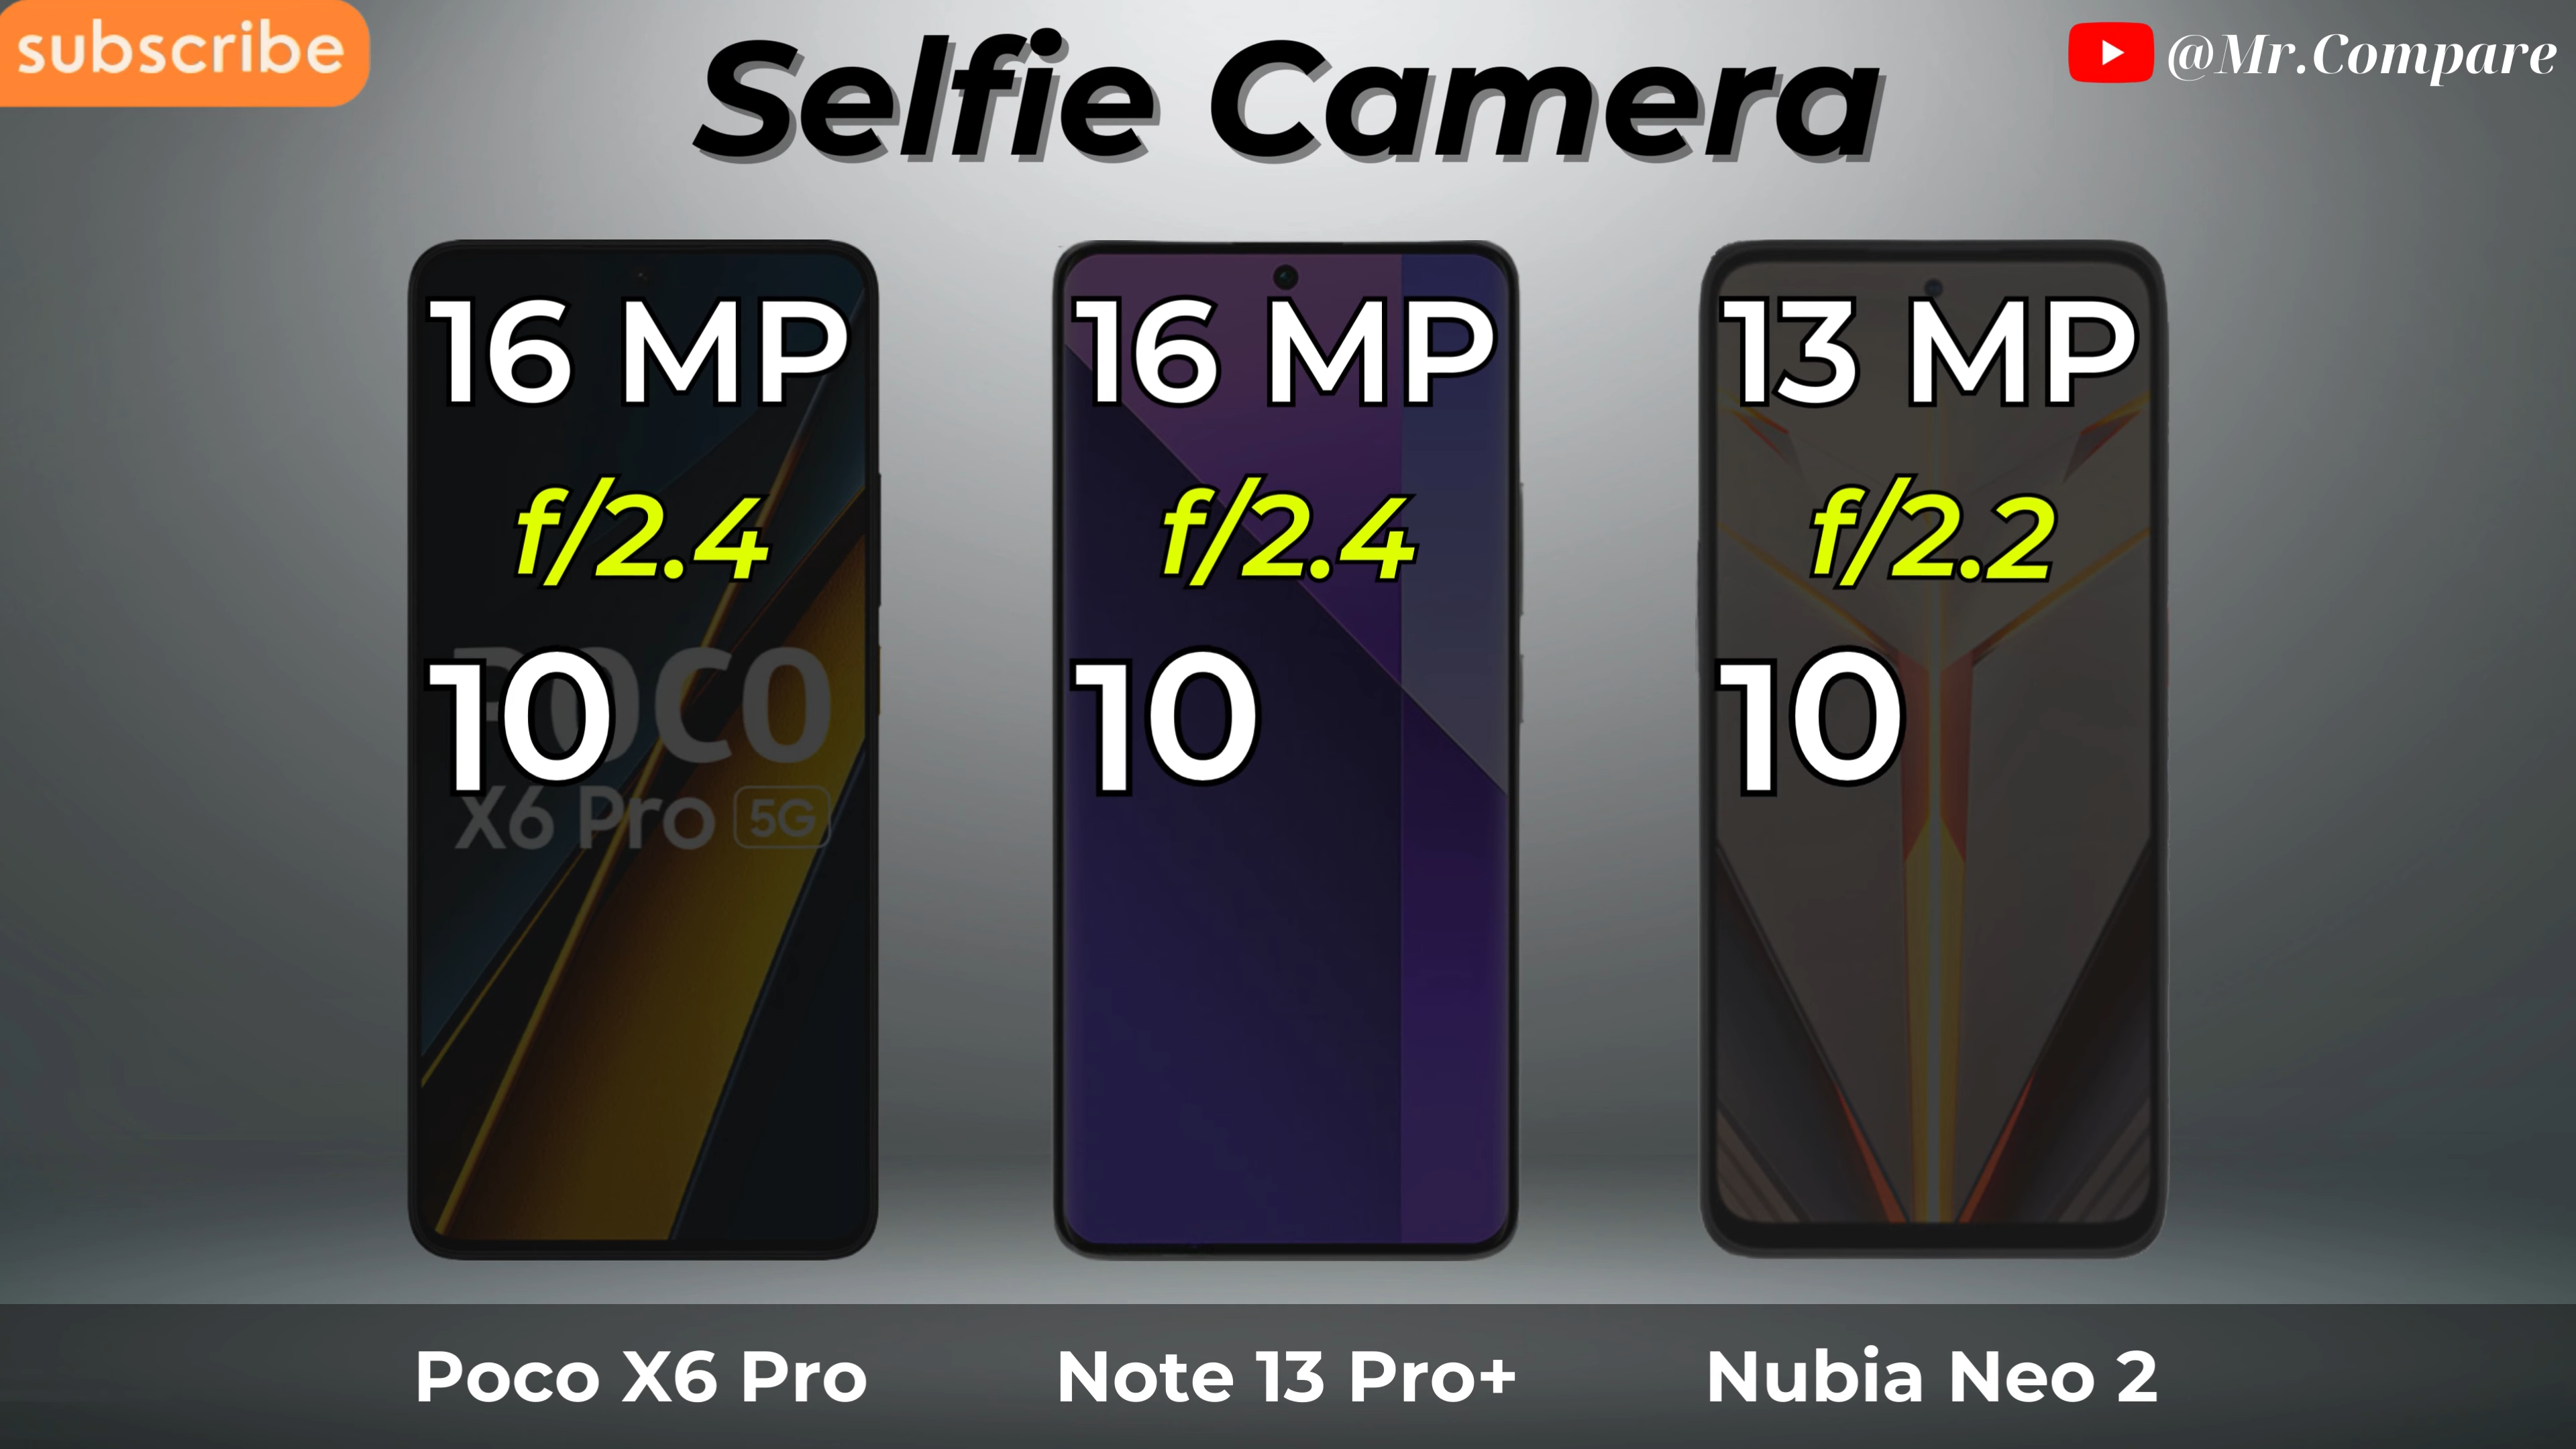 subscribe
Selfie Camera
@Mr.Compare
16 MP
f/2.4
10
POCO
X6 Pro 5G
16 MP
f/2.4
10
13 MP
f/2.2
10
Poco X6 Pro
Note 13 Pro+
Nubia Neo 2